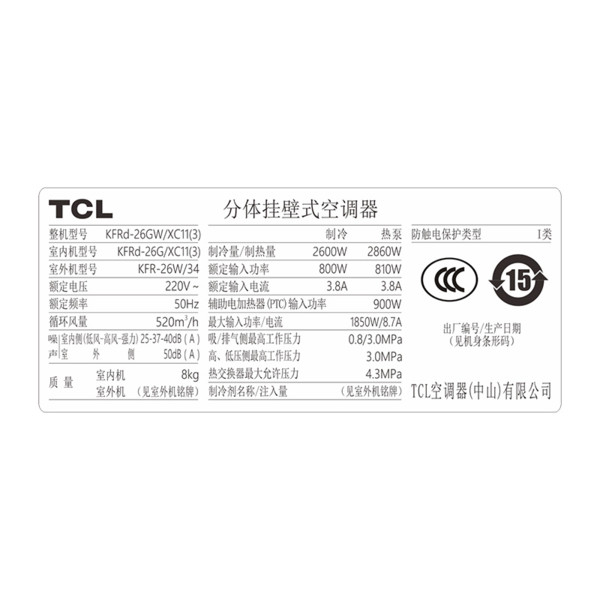 TCL 分体挂壁式空调器
整机型号 KFRd-26GW/XC11(3)
室内机型号 KFRd-26G/XC11(3)
室外机型号 KFR-26W/34
额定电压 220V~
额定频率 50Hz
循环风量 520m³/h
噪声 室内侧(低风-高风-强力) 25-37-40dB(A)
室外侧 50dB(A)
质量 室内机 8kg
室外机 (见室外机铭牌)
制冷 热泵
制冷量/制热量 2600W 2860W
额定输入功率 800W 810W
额定输入电流 3.8A 3.8A
辅助电加热器(PTC)输入功率 900W
最大输入功率/电流 1850W/8.7A
吸/排气侧最高工作压力 0.8/3.0MPa
高、低压侧最高工作压力 3.0MPa
热交换器最大允许压力 4.3MPa
制冷剂名称/注入量 (见室外机铭牌)
防触电保护类型 I类
CCC 15
出厂编号/生产日期
(见机身条形码)
TCL空调器(中山)有限公司